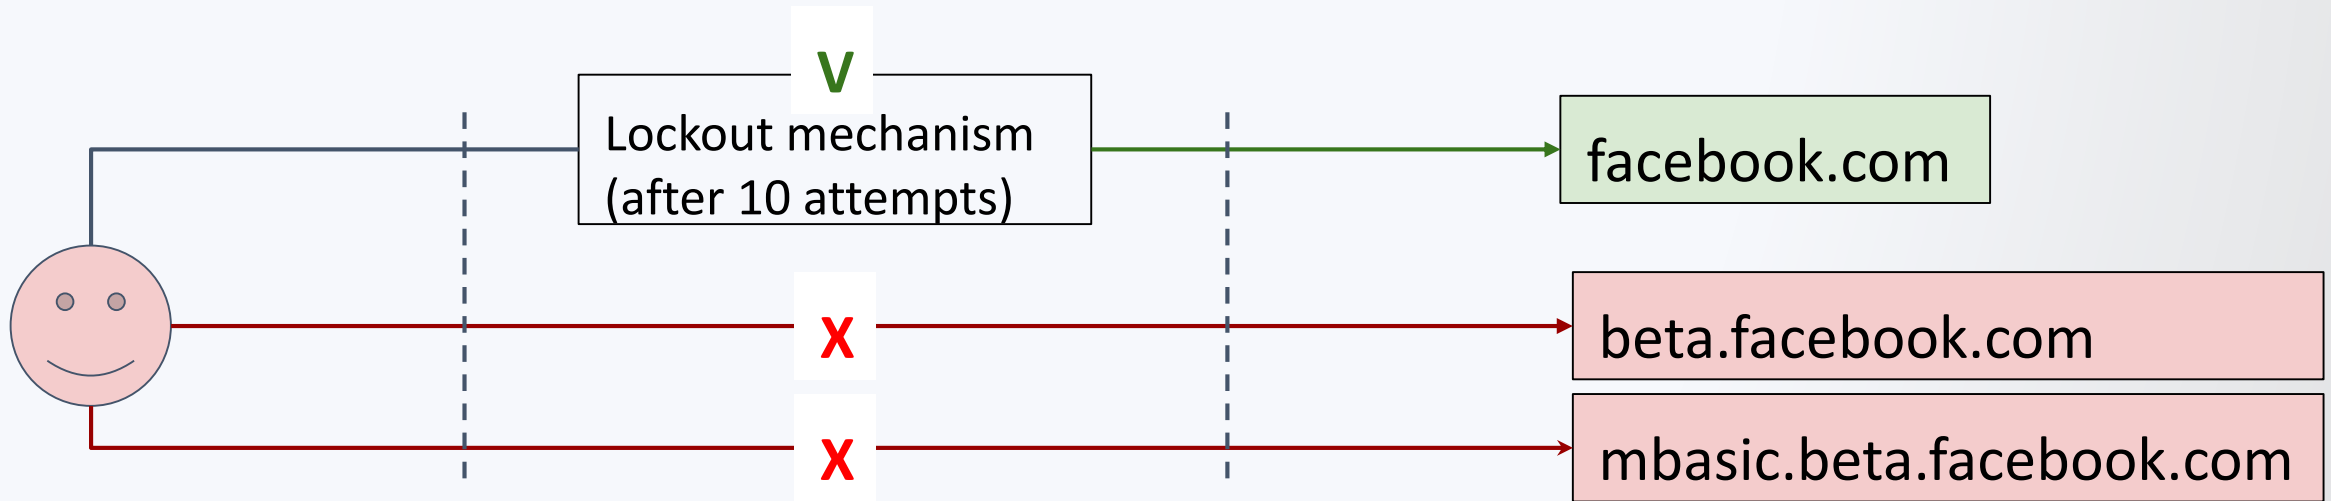 V
Lockout mechanism
(after 10 attempts)
facebook.com
X
beta.facebook.com
X
mbasic.beta.facebook.com